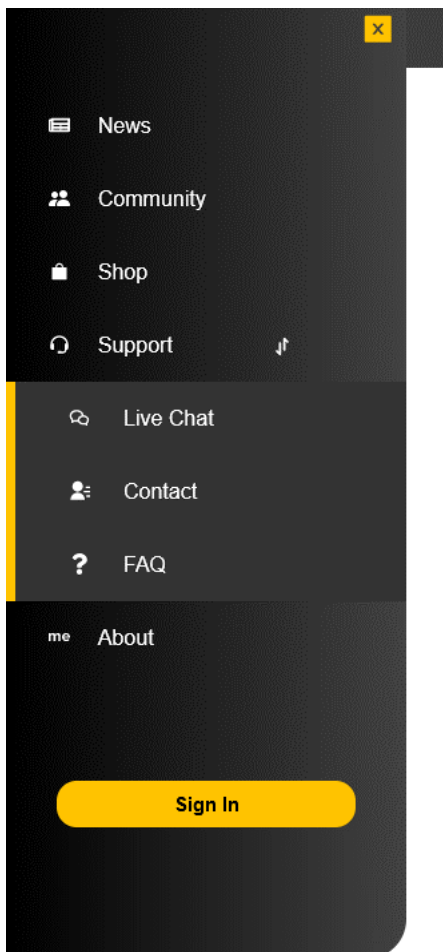 x
News
Community
Shop
Support
Live Chat
Contact
? FAQ
me About
Sign In